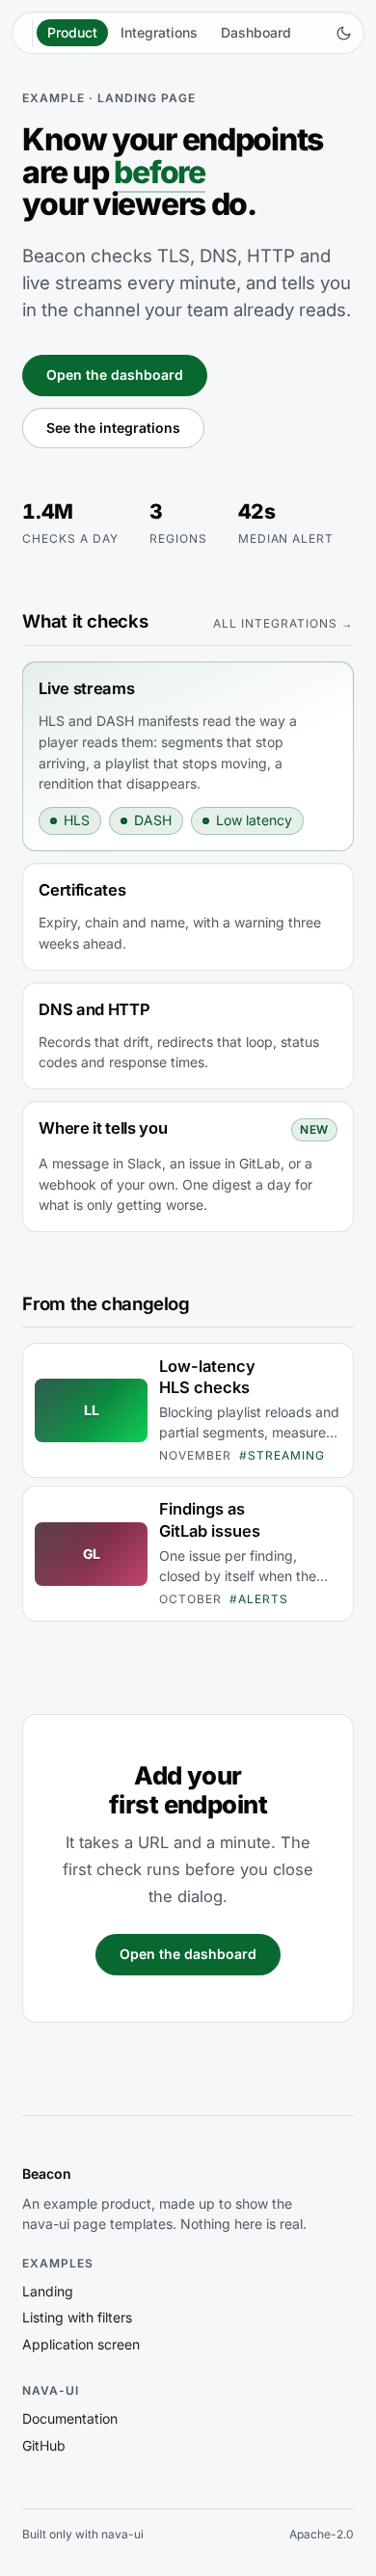 Product Integrations Dashboard
EXAMPLE · LANDING PAGE
Know your endpoints
are up before
your viewers do.
Beacon checks TLS, DNS, HTTP and
live streams every minute, and tells you
in the channel your team already reads.
Open the dashboard
See the integrations
1.4M 3 42s
CHECKS A DAY REGIONS MEDIAN ALERT
What it checks ALL INTEGRATIONS →
Live streams
HLS and DASH manifests read the way a
player reads them: segments that stop
arriving, a playlist that stops moving, a
rendition that disappears.
HLS DASH Low latency
Certificates
Expiry, chain and name, with a warning three
weeks ahead.
DNS and HTTP
Records that drift, redirects that loop, status
codes and response times.
Where it tells you NEW
A message in Slack, an issue in GitLab, or a
webhook of your own. One digest a day for
what is only getting worse.
From the changelog
LL
Low-latency
HLS checks
Blocking playlist reloads and
partial segments, measure...
NOVEMBER #STREAMING
GL
Findings as
GitLab issues
One issue per finding,
closed by itself when the...
OCTOBER #ALERTS
Add your
first endpoint
It takes a URL and a minute. The
first check runs before you close
the dialog.
Open the dashboard
Beacon
An example product, made up to show the
nava-ui page templates. Nothing here is real.
EXAMPLES
Landing
Listing with filters
Application screen
NAVA-UI
Documentation
GitHub
Built only with nava-ui Apache-2.0